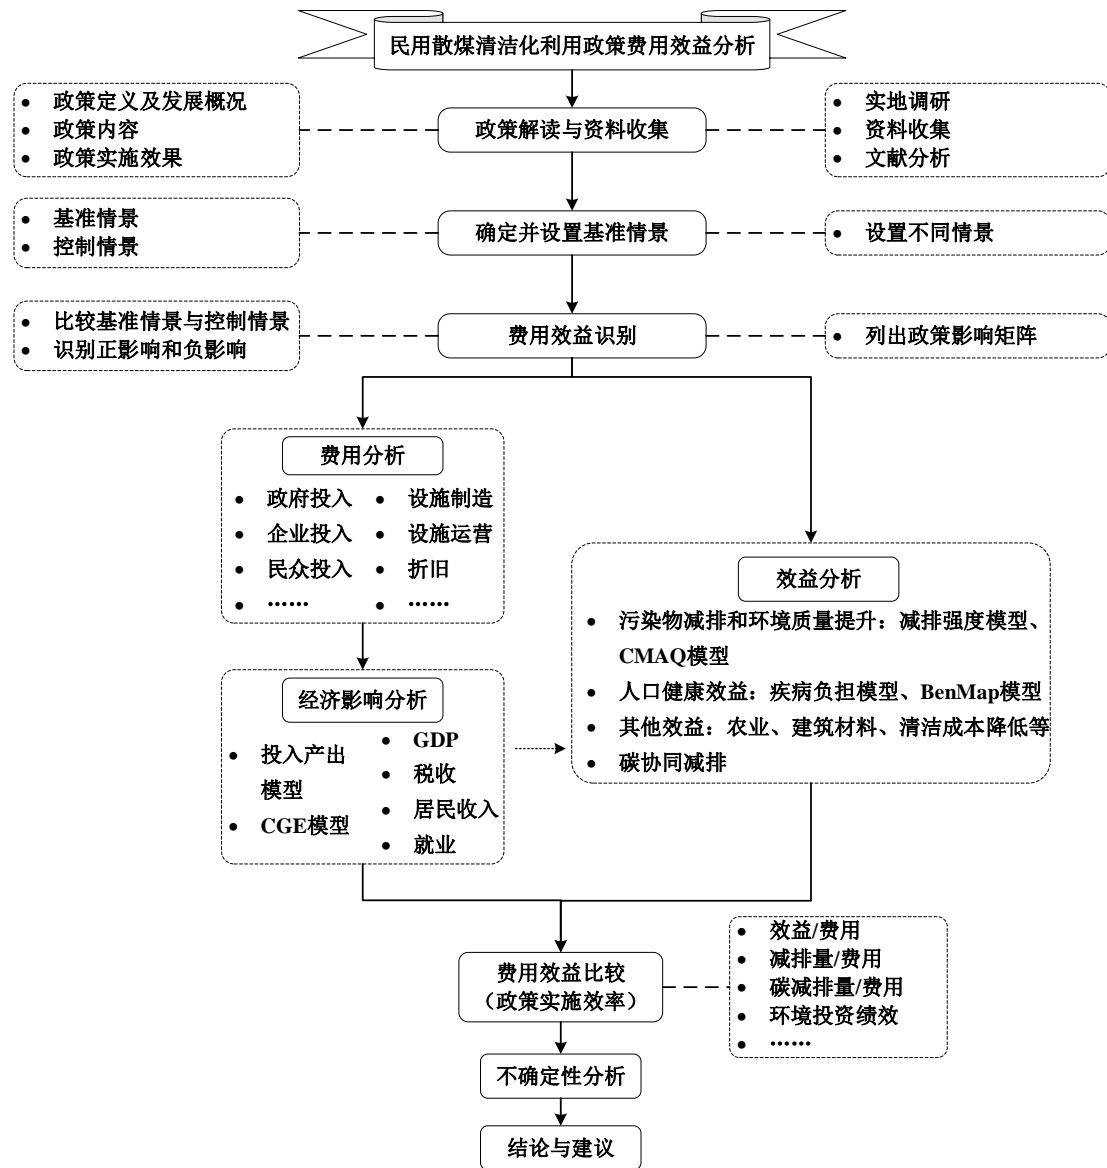 民用散煤清洁化利用政策费用效益分析
• 政策定义及发展概况
• 政策内容
• 政策实施效果
政策解读与资料收集
• 实地调研
• 资料收集
• 文献分析
• 基准情景
• 控制情景
确定并设置基准情景
• 设置不同情景
• 比较基准情景与控制情景
• 识别正影响和负影响
费用效益识别
• 列出政策影响矩阵
费用分析
• 政府投入
• 企业投入
• 民众投入
• ……
• 设施制造
• 设施运营
• 折旧
• ……
效益分析
• 污染物减排和环境质量提升：减排强度模型、
CMAQ模型
• 人口健康效益：疾病负担模型、BenMap模型
• 其他效益：农业、建筑材料、清洁成本降低等
• 碳协同减排
经济影响分析
• 投入产出
模型
• CGE模型
• GDP
• 税收
• 居民收入
• 就业
费用效益比较
（政策实施效率）
• 效益/费用
• 减排量/费用
• 碳减排量/费用
• 环境投资绩效
• ……
不确定性分析
结论与建议